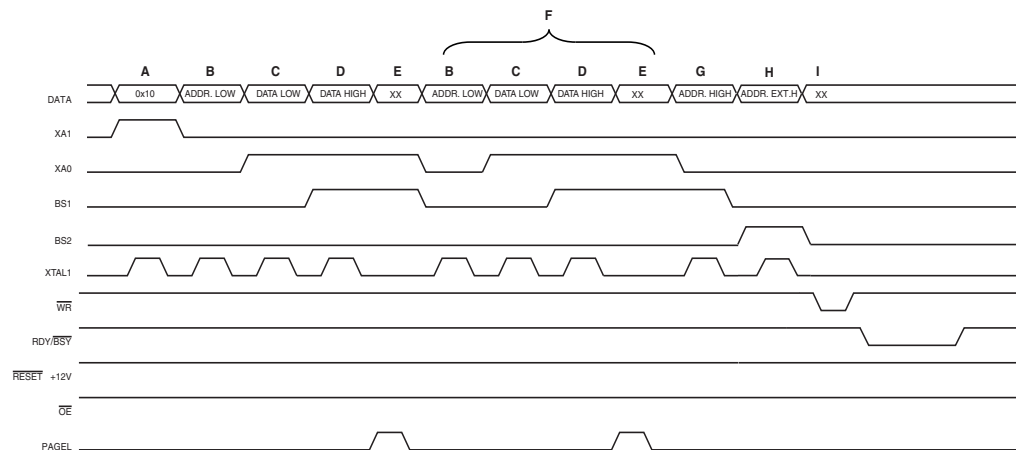 F
A B C D E B C D E G H I
DATA 0x10 ADDR. LOW DATA LOW DATA HIGH XX ADDR. LOW DATA LOW DATA HIGH XX ADDR. HIGH ADDR. EXT.H XX
XA1
XA0
BS1
BS2
XTAL1
WR
RDY/BSY
RESET +12V
OE
PAGEL